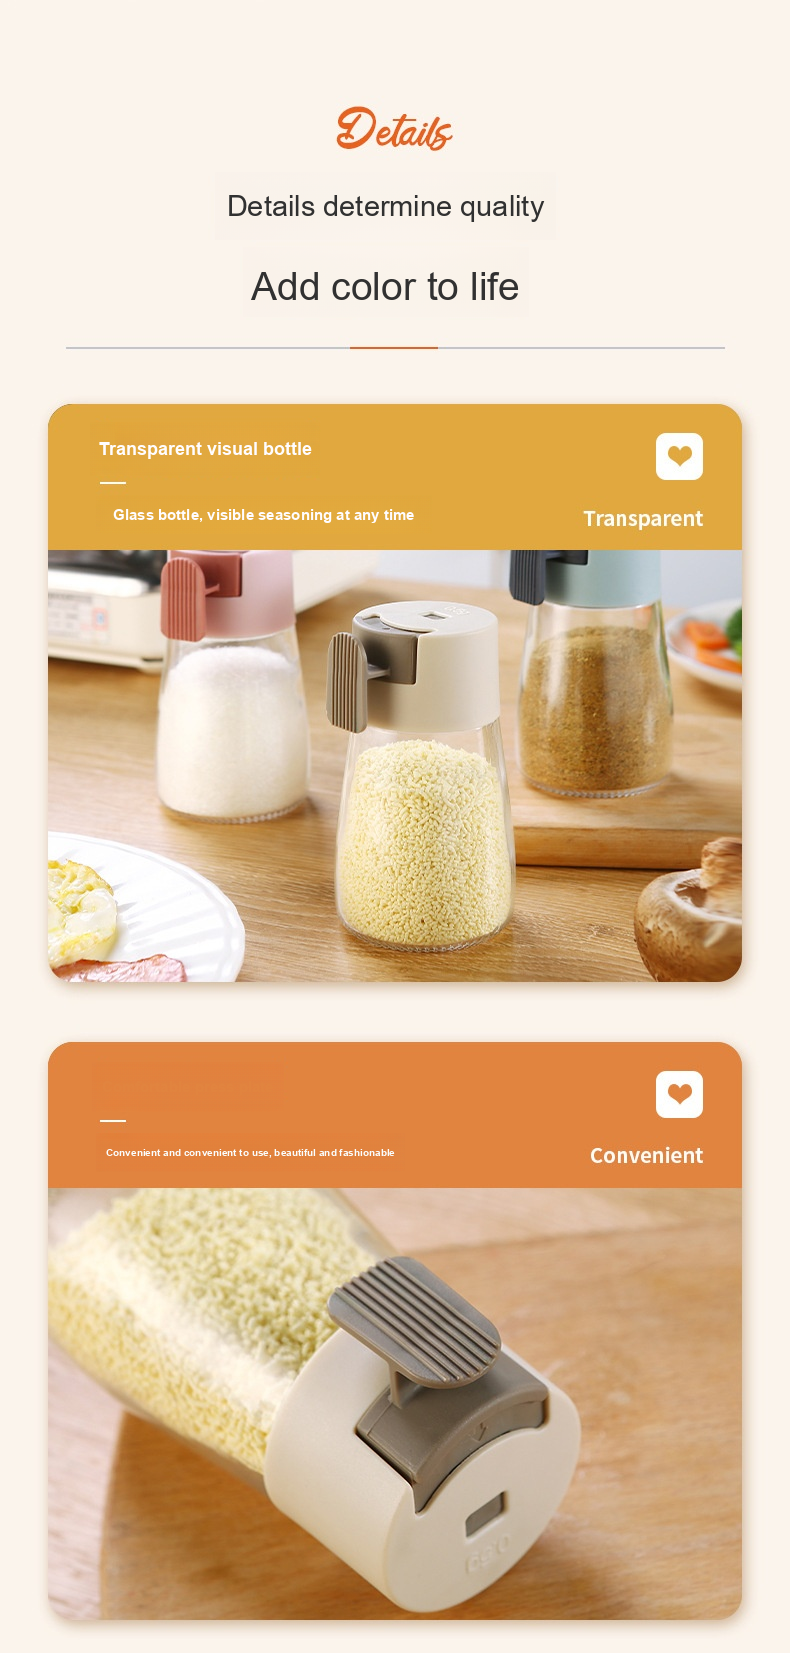 Details
Details determine quality
Add color to life
Transparent visual bottle
Glass bottle, visible seasoning at any time
Transparent
Convenient and convenient to use, beautiful and fashionable
Convenient